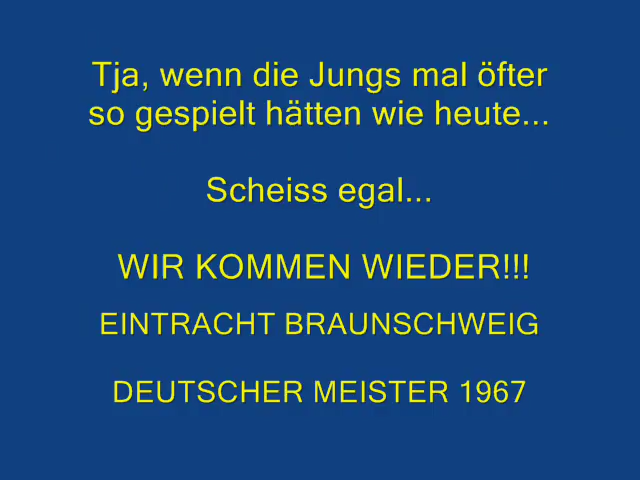 Tja, wenn die Jungs mal öfter
so gespielt hätten wie heute...
Scheiss egal...
WIR KOMMEN WIEDER!!!
EINTRACHT BRAUNSCHWEIG
DEUTSCHER MEISTER 1967